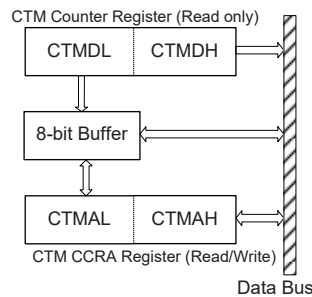 CTM Counter Register (Read only)
CTMDL CTMDH
8-bit Buffer
CTMAL CTMAH
CTM CCRA Register (Read/Write)
Data Bus